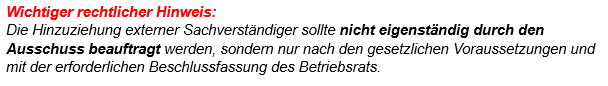 Wichtiger rechtlicher Hinweis:
Die Hinzuziehung externer Sachverständiger sollte nicht eigenständig durch den
Ausschuss beauftragt werden, sondern nur nach den gesetzlichen Voraussetzungen und
mit der erforderlichen Beschlussfassung des Betriebsrats.